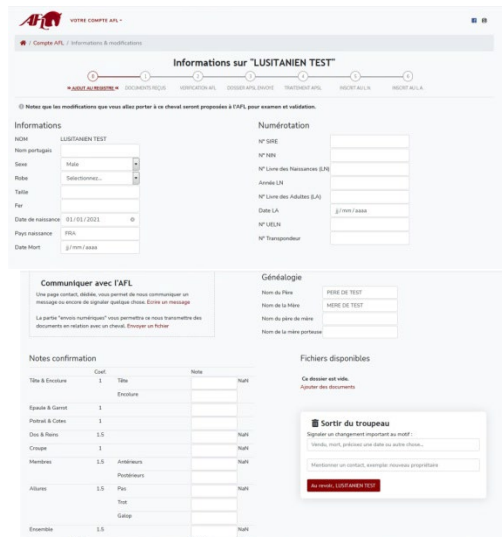 AFL
VOTRE COMPTE AFL
/ Compte AFL / Informations & modifications
Informations sur "LUSITANIEN TEST"
0 1 2 3 4 5 6
AJOUT AU REGISTRE DOCUMENTS REÇUS VERIFICATION AFL DOSSIER APSL ENVOYÉ TRAITEMENT APSL INSCRIT AU L.N. INSCRIT AU L.A.
Notez que les modifications que vous allez porter à ce cheval seront proposées à l'AFL pour examen et validation.
Informations
NOM LUSITANIEN TEST
Nom portugais
Sexe Male
Robe Selectionnez...
Taille
Fer
Date de naissance 01/01/2021
Pays naissance FRA
Date Mort jj/mm/aaaa
Numérotation
N° SIRE
N° NIN
N° Livre des Naissances (LN)
Année LN
N° Livre des Adultes (LA)
Date LA jj/mm/aaaa
N° UELN
N° Transpondeur
Communiquer avec l'AFL
Une page contact, dédiée, vous permet de nous communiquer un
message ou encore de signaler quelque chose. Ecrire un message
La partie "envois numériques" vous permettra de nous transmettre des
documents en relation avec un cheval. Envoyer un fichier
Généalogie
Nom du Père PERE DE TEST
Nom de la Mère MERE DE TEST
Nom du père de mère
Nom de la mère porteuse
Notes confirmation
Coef. Note
Tête & Encolure 1 Tête NaN
Encolure
Epaule & Garrot 1
Poitrail & Cotes 1
Dos & Reins 1.5 NaN
Croupe 1 NaN
Membres 1.5 Antérieurs NaN
Postérieurs
Allures 1.5 Pas NaN
Trot
Galop
Ensemble 1.5 NaN
Fichiers disponibles
Ce dossier est vide.
Ajouter des documents
Sortir du troupeau
Signaler un changement important au motif :
Vendu, mort, précisez une date ou autre chose...
Mentionner un contact, exemple: nouveau propriétaire
Au revoir, LUSITANIEN TEST